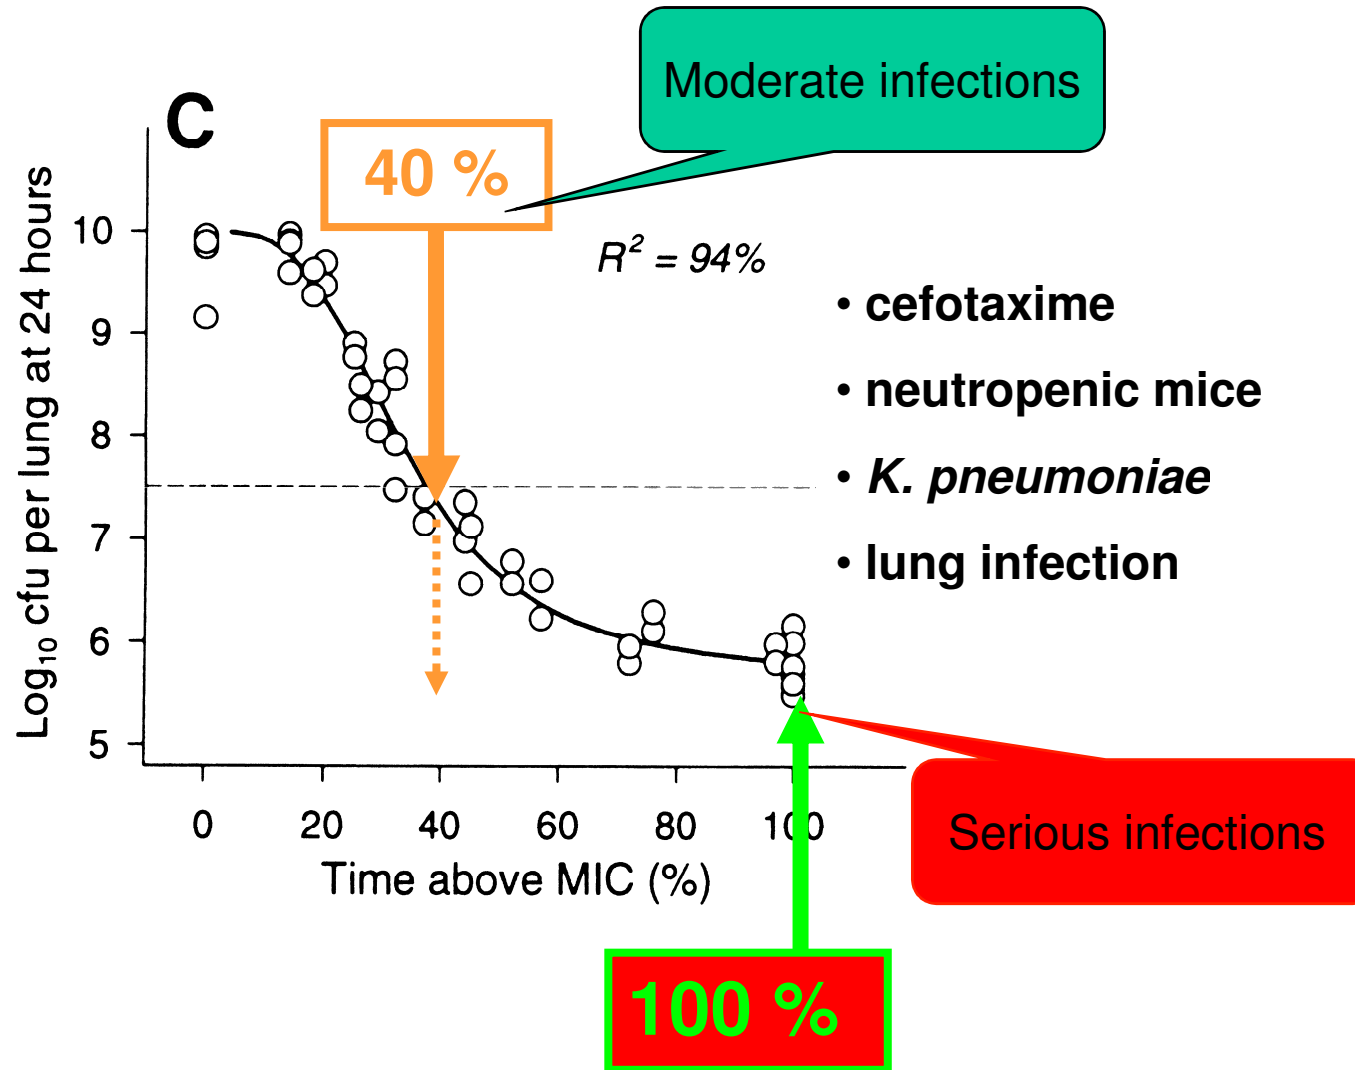 Moderate infections
C
40 %
R² = 94%
Log₁₀ cfu per lung at 24 hours
10
9
8
7
6
5
• cefotaxime
• neutropenic mice
• K. pneumoniae
• lung infection
0 20 40 60 80 100
Time above MIC (%)
Serious infections
100 %